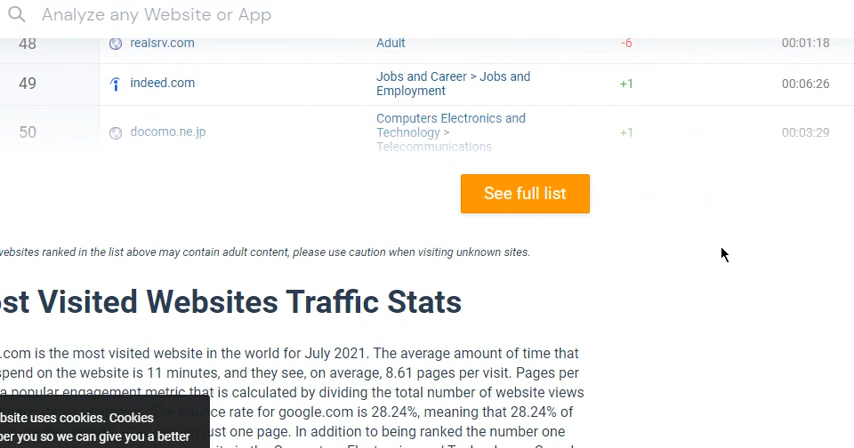 Analyze any Website or App
48 realsrv.com Adult -6 00:01:18
49 indeed.com Jobs and Career > Jobs and Employment +1 00:06:26
50 docomo.ne.jp Computers Electronics and Technology > Telecommunications +1 00:03:29
See full list
websites ranked in the list above may contain adult content, please use caution when visiting unknown sites.
ost Visited Websites Traffic Stats
.com is the most visited website in the world for July 2021. The average amount of time that
spend on the website is 11 minutes, and they see, on average, 8.61 pages per visit. Pages per
a popular engagement metric that is calculated by dividing the total number of website views
bsite uses cookies. Cookies
ce rate for google.com is 28.24%, meaning that 28.24% of
per you so we can give you a better
just one page. In addition to being ranked the number one